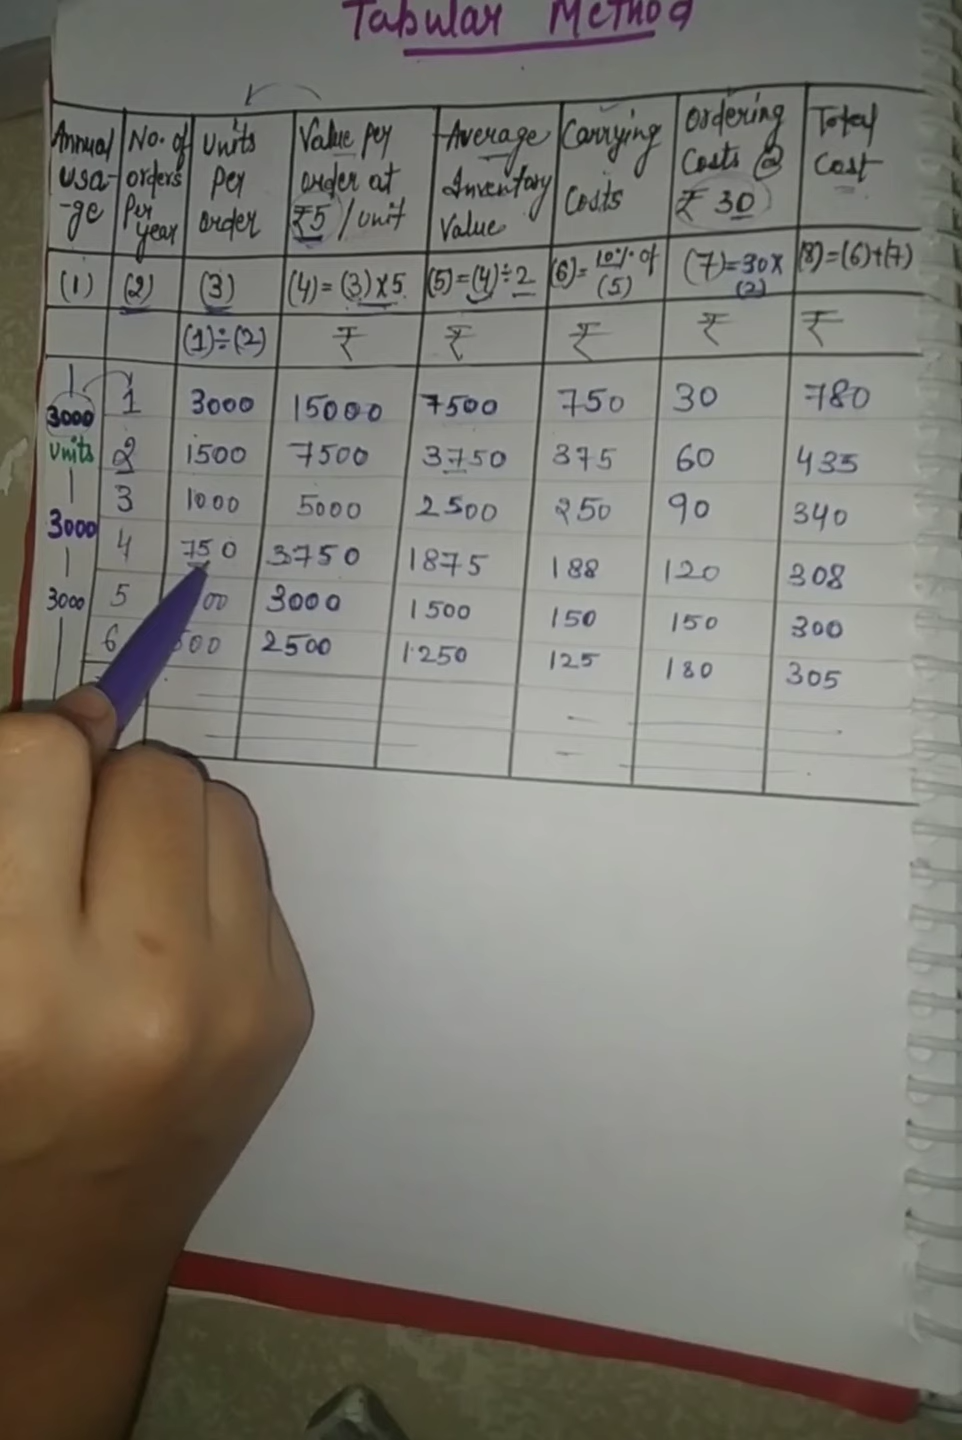 Tabular Method
Annual usa-ge
No. of orders Per year
Units Per order
Value per order at ₹5/unit
Average Inventory Value
Carrying Costs
Ordering Costs @ ₹30
Total Cost
(1) (2) (3) (4)=(3)×5 (5)=(4)÷2 (6)=10% of (5) (7)=30×(2) (8)=(6)+(7)
(1)÷(2) ₹ ₹ ₹ ₹ ₹
3000 1 3000 15000 7500 750 30 780
Units 2 1500 7500 3750 375 60 435
3 1000 5000 2500 250 90 340
3000 4 750 3750 1875 188 120 308
3000 5 3000 1500 150 150 300
6 2500 1250 125 180 305